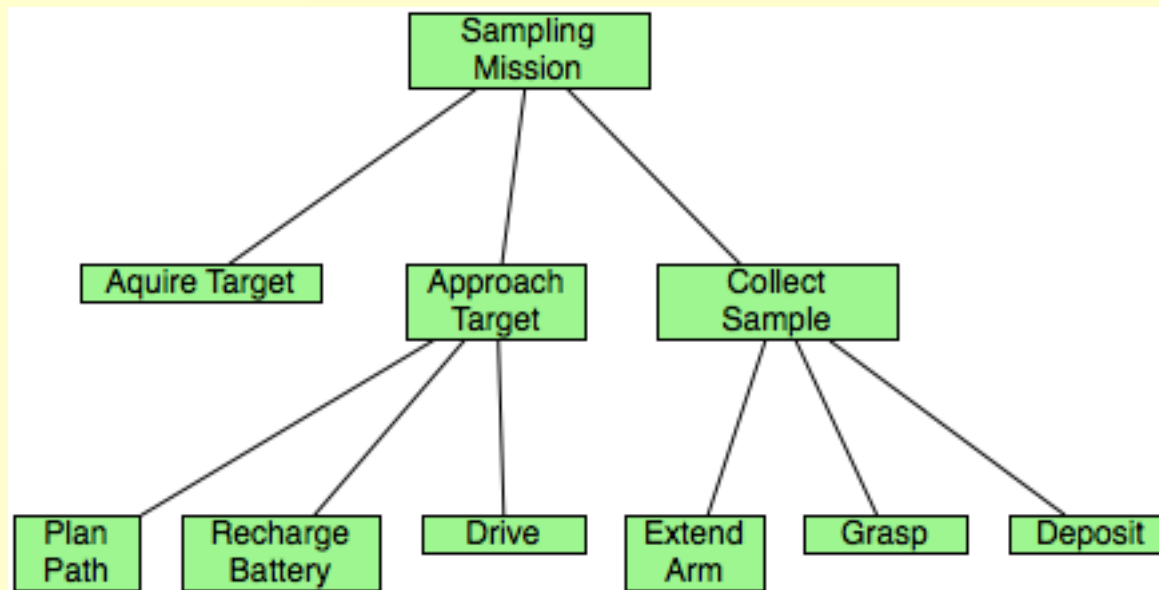 Sampling
Mission
Aquire Target
Approach
Target
Collect
Sample
Plan
Path
Recharge
Battery
Drive
Extend
Arm
Grasp
Deposit